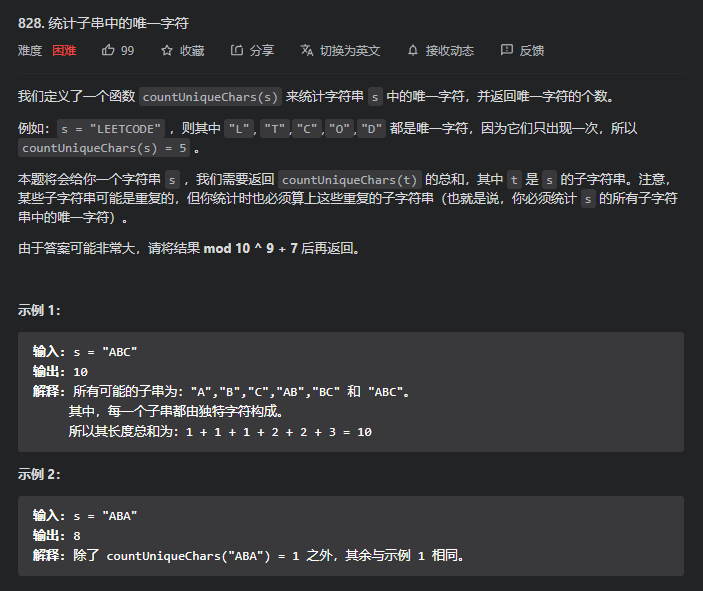 828. 统计子串中的唯一字符
难度 困难 99 收藏 分享 切换为英文 接收动态 反馈
我们定义了一个函数 countUniqueChars(s) 来统计字符串 s 中的唯一字符，并返回唯一字符的个数。
例如：s = "LEETCODE" ，则其中 "L", "T","C","O","D" 都是唯一字符，因为它们只出现一次，所以
countUniqueChars(s) = 5 。
本题将会给你一个字符串 s ，我们需要返回 countUniqueChars(t) 的总和，其中 t 是 s 的子字符串。注意，
某些子字符串可能是重复的，但你统计时也必须算上这些重复的子字符串（也就是说，你必须统计 s 的所有子字符
串中的唯一字符）。
由于答案可能非常大，请将结果 mod 10 ^ 9 + 7 后再返回。
示例 1：
输入: s = "ABC"
输出: 10
解释: 所有可能的子串为："A","B","C","AB","BC" 和 "ABC"。
其中，每一个子串都由独特字符构成。
所以其长度总和为：1 + 1 + 1 + 2 + 2 + 3 = 10
示例 2：
输入: s = "ABA"
输出: 8
解释: 除了 countUniqueChars("ABA") = 1 之外，其余与示例 1 相同。